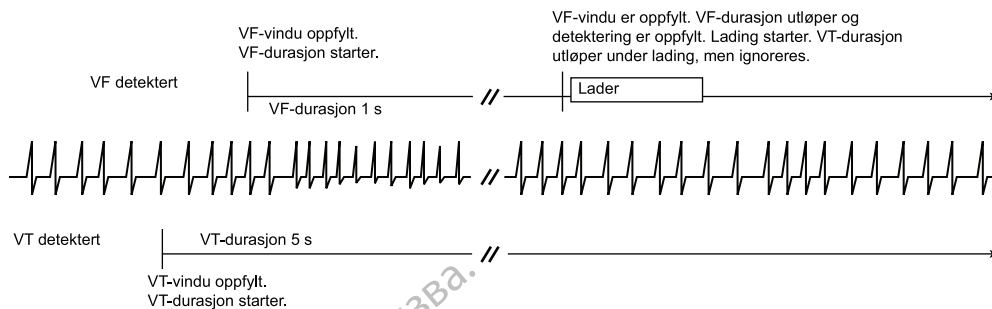 VF-vindu oppfylt.
VF-durasjon starter.
VF-vindu er oppfylt. VF-durasjon utløper og
detektering er oppfylt. Lading starter. VT-durasjon
utløper under lading, men ignoreres.
VF detektert
Lader
VF-durasjon 1 s
VT detektert
VT-durasjon 5 s
VT-vindu oppfylt.
VT-durasjon starter.